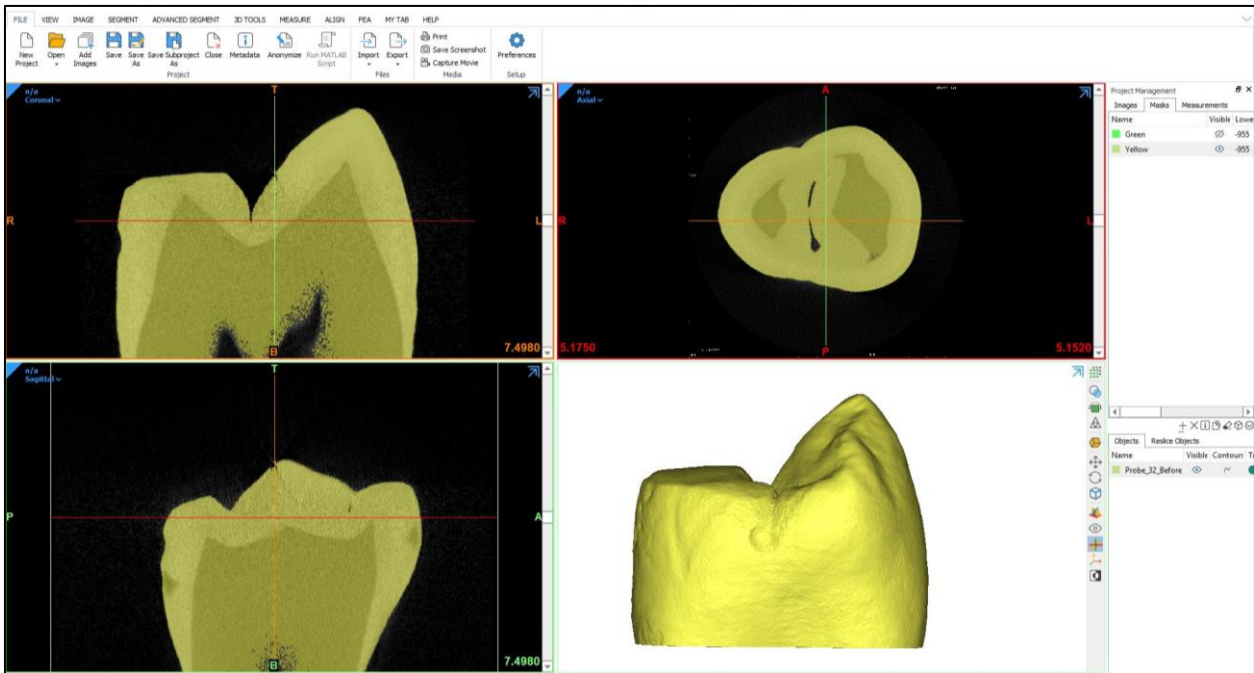 FILE VIEW IMAGE SEGMENT ADVANCED SEGMENT 3D TOOLS MEASURE ALIGN FEA MY TAB HELP
New Project
Open
Add Images
Save
Save As
Save Subproject As
Close
Metadata
Anonymize
Run MATLAB Script
Import
Export
Print
Save Screenshot
Capture Movie
Preferences
Project Files Media Setup
n/a
Coronal
T
R
L
B
7.4980
n/a
Axial
A
R
L
P
5.1750
5.1520
n/a
Sagittal
T
P
A
B
7.4980
Project Management
Images Masks Measurements
Name Visible Lowe
Green -955
Yellow -955
Objects Reslice Objects
Name Visible Contour
Probe_32_Before